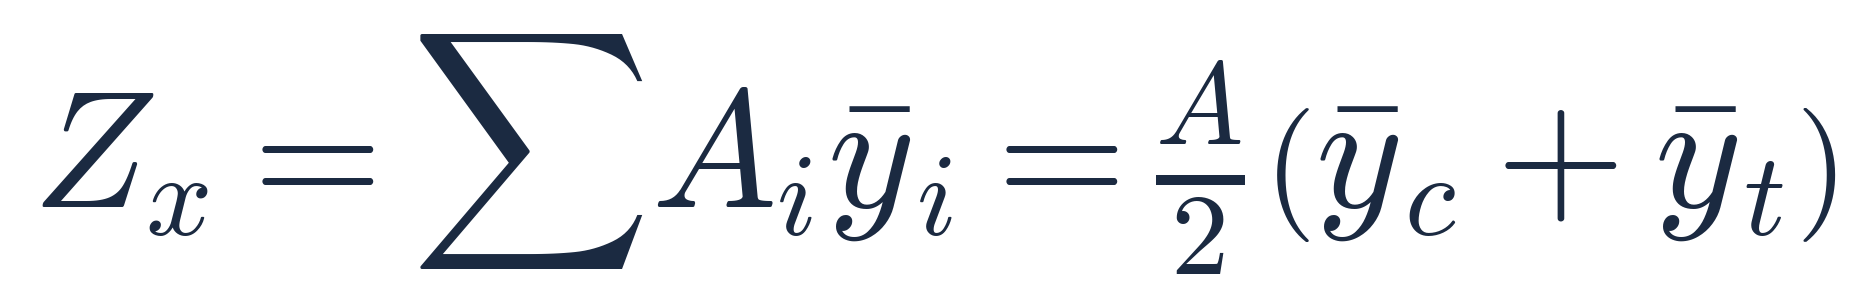 $Z_x = \sum A_i \bar{y}_i = \frac{A}{2} (\bar{y}_c + \bar{y}_t)$